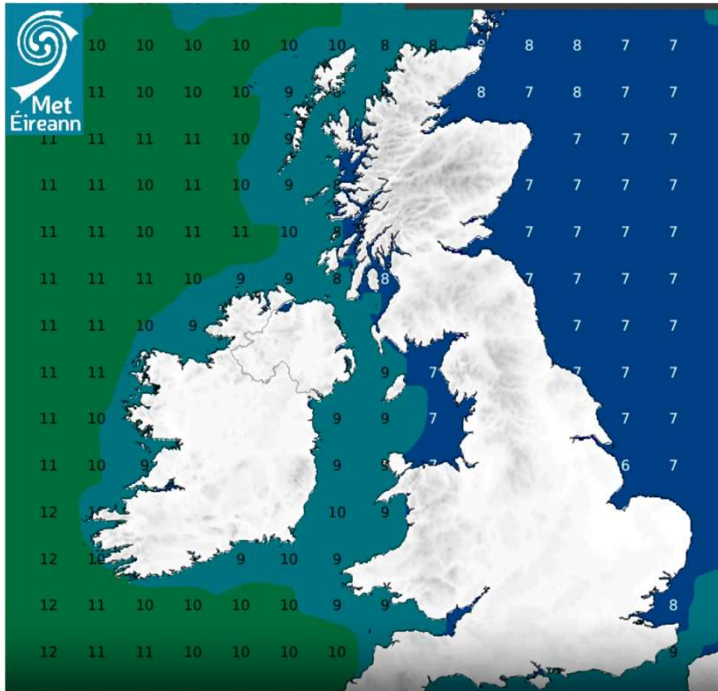 Met
Éireann
10 10 10 10 10 10 8 8 8 8 8 7 7
11 10 10 10 9 8 7 8 7 7
11 11 11 11 10 9 7 7 7
11 11 10 11 10 9 7 7 7 7
11 11 10 11 11 10 8 7 7 7 7
11 11 11 10 9 9 8 8 7 7 7 7
11 11 10 9 7 7 7
11 11 9 7 7 7 7
11 10 9 9 7 7 7
11 10 9 9 9 7 6 7
12 10 10 9
12 10 9 10 9
12 11 10 10 10 10 9 9 8
12 11 11 10 10 10 10 9